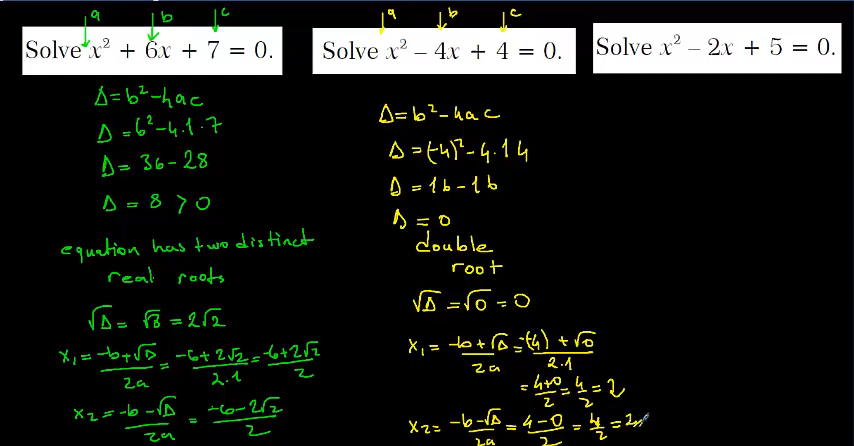 a b c
Solve x² + 6x + 7 = 0.
Δ = b² - 4ac
Δ = 6² - 4.1.7
Δ = 36 - 28
Δ = 8 > 0
equation has two distinct
real roots
√Δ = √8 = 2√2
x₁ = (-b+√Δ)/2a = (-6+2√2)/2.1 = (-6+2√2)/2
x₂ = (-b-√Δ)/2a = (-6-2√2)/2
a b c
Solve x² – 4x + 4 = 0.
Δ = b² - 4ac
Δ = (-4)² - 4.1 4
Δ = 16 - 16
Δ = 0
double
root
√Δ = √0 = 0
x₁ = (-b+√Δ)/2a = (-(4)+√0)/2.1
= (4+0)/2 = 4/2 = 2
x₂ = (-b-√Δ)/2a = (4-0)/2 = 4/2 = 2
Solve x² – 2x + 5 = 0.